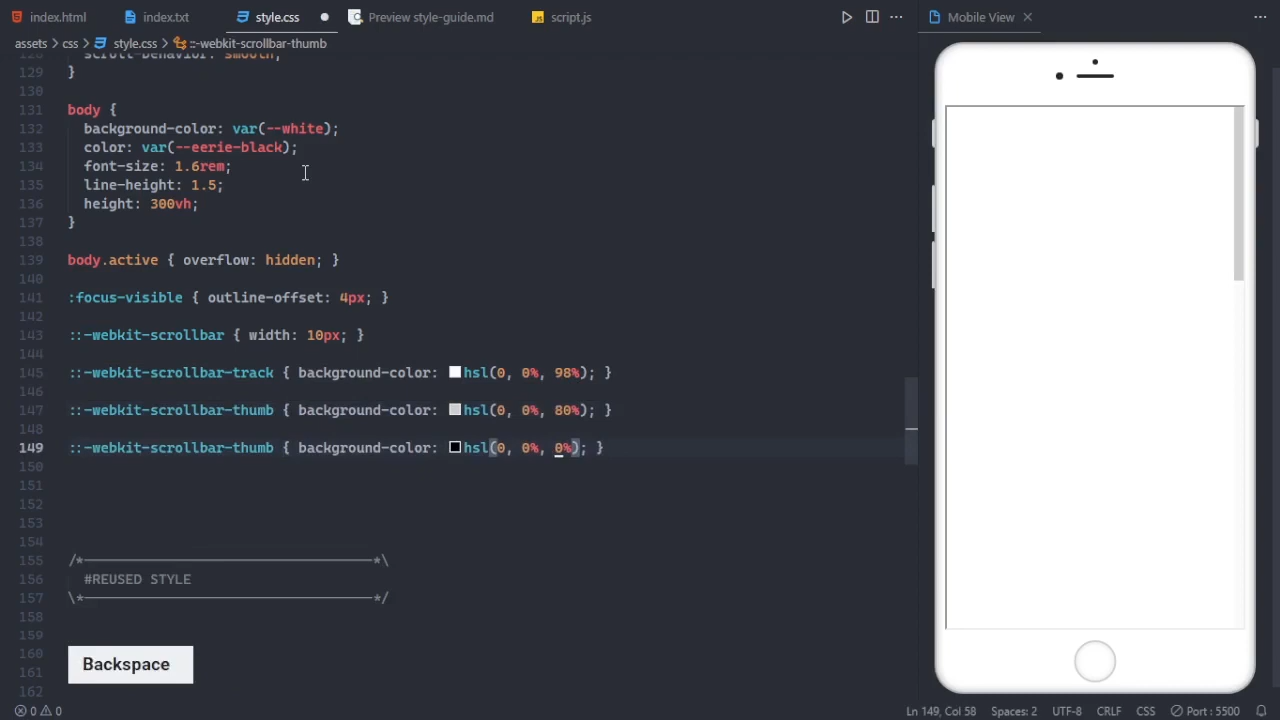 index.html
index.txt
style.css
Preview style-guide.md
script.js
Mobile View
assets > css > style.css > ::-webkit-scrollbar-thumb
128 scroll-behavior: smooth;
129 }
130
131 body {
132 background-color: var(--white);
133 color: var(--eerie-black);
134 font-size: 1.6rem;
135 line-height: 1.5;
136 height: 300vh;
137 }
138
139 body.active { overflow: hidden; }
140
141 :focus-visible { outline-offset: 4px; }
142
143 ::-webkit-scrollbar { width: 10px; }
144
145 ::-webkit-scrollbar-track { background-color: hsl(0, 0%, 98%); }
146
147 ::-webkit-scrollbar-thumb { background-color: hsl(0, 0%, 80%); }
148
149 ::-webkit-scrollbar-thumb { background-color: hsl(0, 0%, 0%); }
150
151
152
153
154
155 /*-----------------------------------*\
156 #REUSED STYLE
157 \*-----------------------------------*/
158
159
160
Backspace
161
162
0 0
Ln 149, Col 58
Spaces: 2
UTF-8
CRLF
CSS
Port : 5500